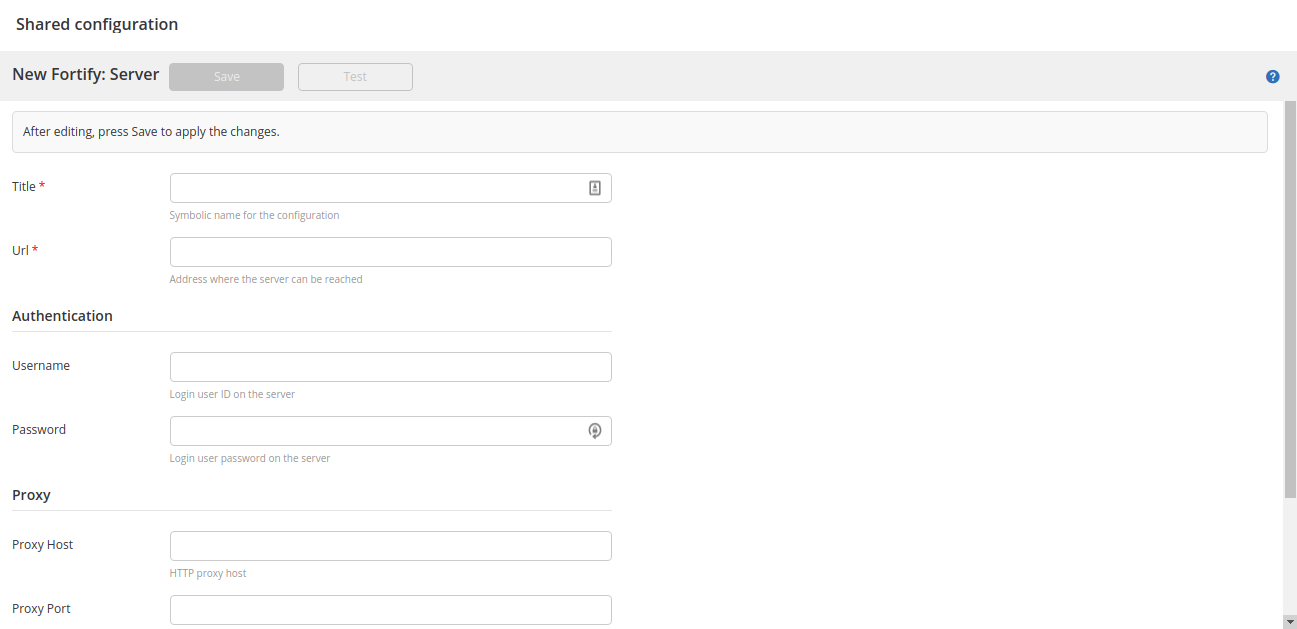 Shared configuration
New Fortify: Server Save Test ?
After editing, press Save to apply the changes.
Title *
Symbolic name for the configuration
Url *
Address where the server can be reached
Authentication
Username
Login user ID on the server
Password
Login user password on the server
Proxy
Proxy Host
HTTP proxy host
Proxy Port